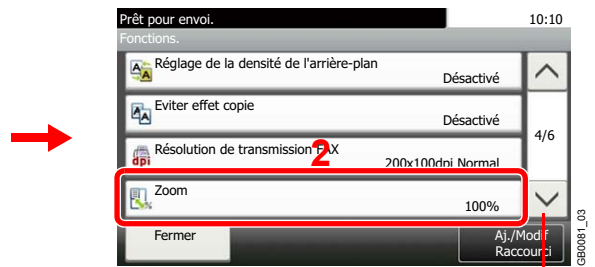 Prêt pour envoi.
10:10
Fonctions.
Réglage de la densité de l'arrière-plan
Désactivé
Eviter effet copie
Désactivé
4/6
Résolution de transmission FAX
2
200x100dpi Normal
Zoom
100%
Fermer
Aj./Modif
Raccourci
GB0081_03